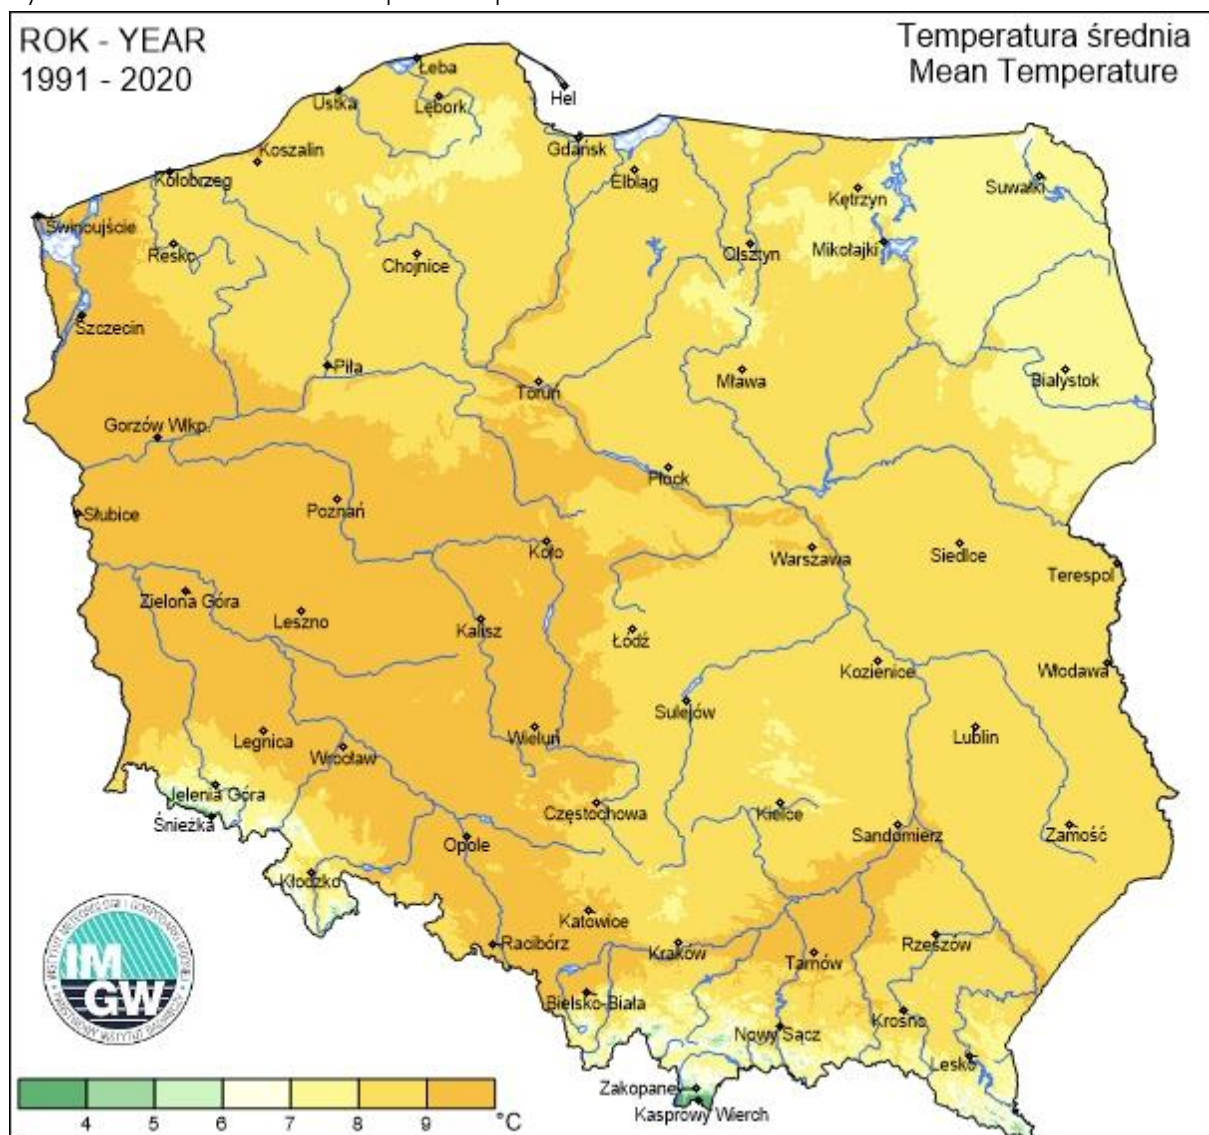 ROK - YEAR
1991 - 2020
Temperatura średnia
Mean Temperature
Łeba
Ustka
Lębork
Hel
Gdańsk
Koszalin
Kołobrzeg
Elbląg
Kętrzyn
Suwałki
Świnoujście
Resko
Chojnice
Olsztyn
Mikołajki
Szczecin
Piła
Toruń
Mława
Białystok
Gorzów Wlkp.
Płock
Słubice
Poznań
Koło
Warszawa
Siedlce
Terespol
Zielona Góra
Leszno
Kalisz
Łódź
Kozienice
Włodawa
Sulejów
Legnica
Wrocław
Wieluń
Lublin
Jelenia Góra
Śnieżka
Częstochowa
Kielce
Sandomierz
Zamość
Opole
Kłodzko
Katowice
Racibórz
Kraków
Tarnów
Rzeszów
Bielsko-Biała
Nowy Sącz
Krosno
Lesko
Zakopane
Kasprowy Wierch
IM
GW
4 5 6 7 8 9 °C